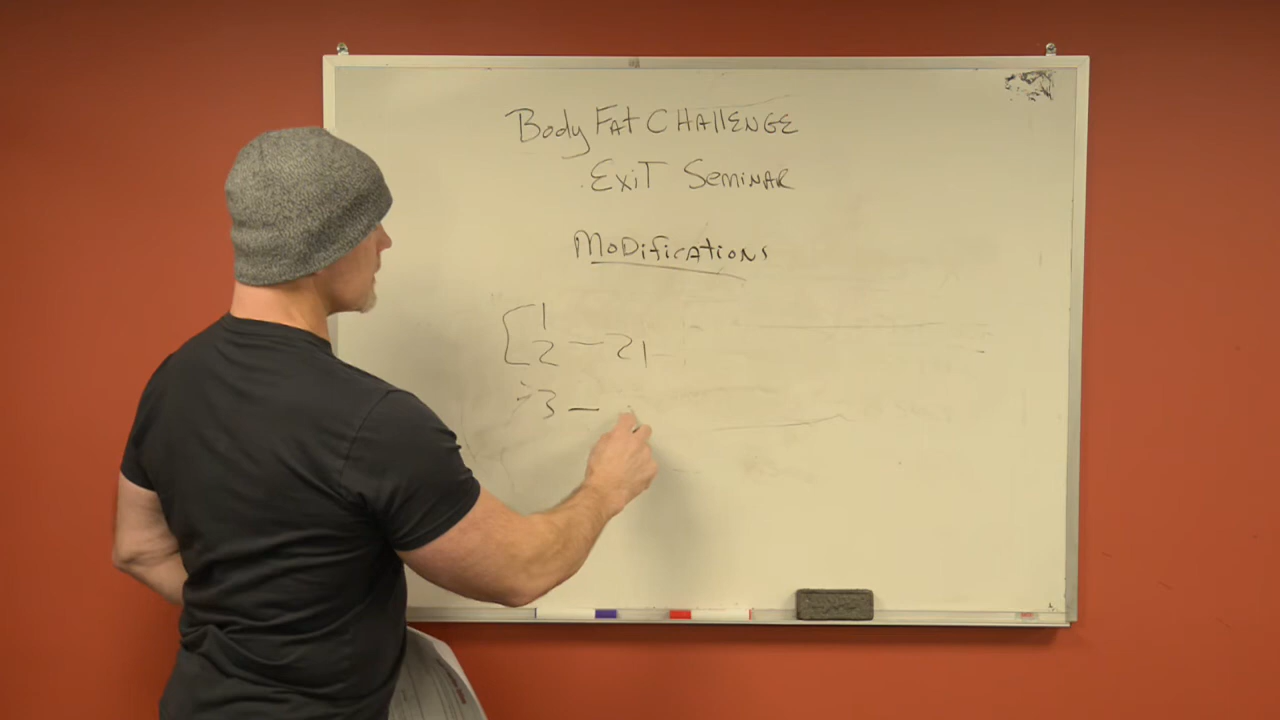 Body Fat Challenge
Exit Seminar
Modifications
1
2 — 21
3 —